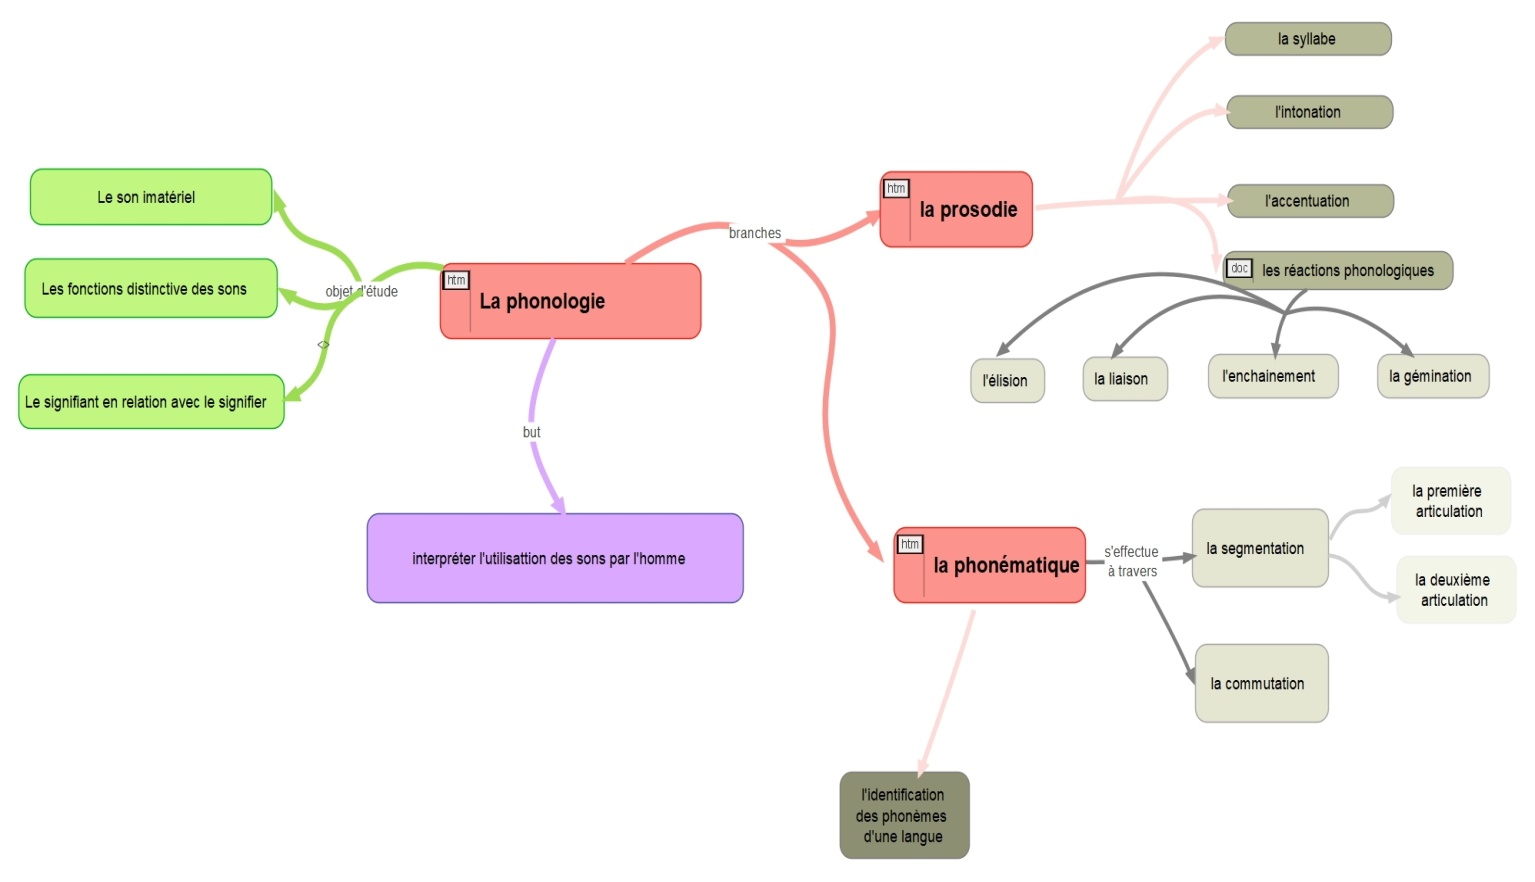 la syllabe
l'intonation
l'accentuation
doc
les réactions phonologiques
l'élision
la liaison
l'enchainement
la gémination
htm
la prosodie
branches
Le son imatériel
Les fonctions distinctive des sons
Le signifiant en relation avec le signifier
objet d'étude
<>
htm
La phonologie
but
interpréter l'utilisattion des sons par l'homme
htm
la phonématique
s'effectue
à travers
la segmentation
la première
articulation
la deuxième
articulation
la commutation
l'identification
des phonèmes
d'une langue